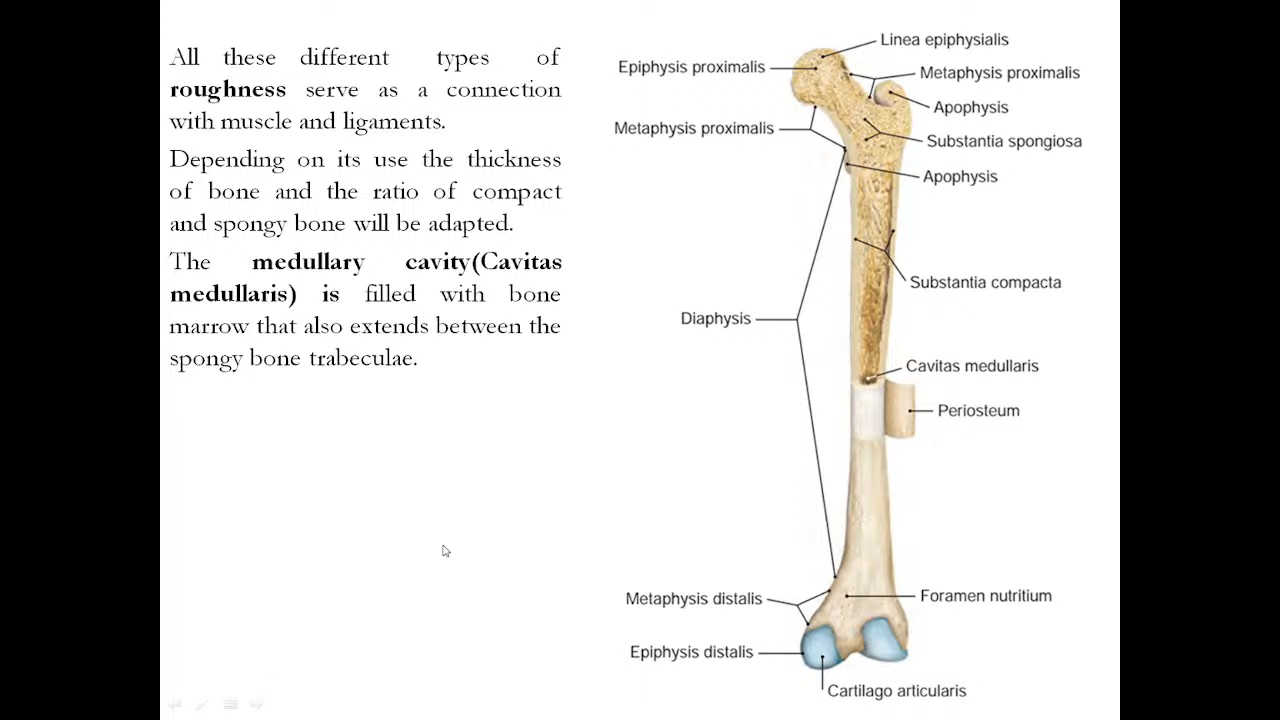 All these different types of
roughness serve as a connection
with muscle and ligaments.
Depending on its use the thickness
of bone and the ratio of compact
and spongy bone will be adapted.
The medullary cavity(Cavitas
medullaris) is filled with bone
marrow that also extends between the
spongy bone trabeculae.
Linea epiphysialis
Epiphysis proximalis
Metaphysis proximalis
Apophysis
Metaphysis proximalis
Substantia spongiosa
Apophysis
Substantia compacta
Diaphysis
Cavitas medullaris
Periosteum
Metaphysis distalis
Foramen nutritium
Epiphysis distalis
Cartilago articularis